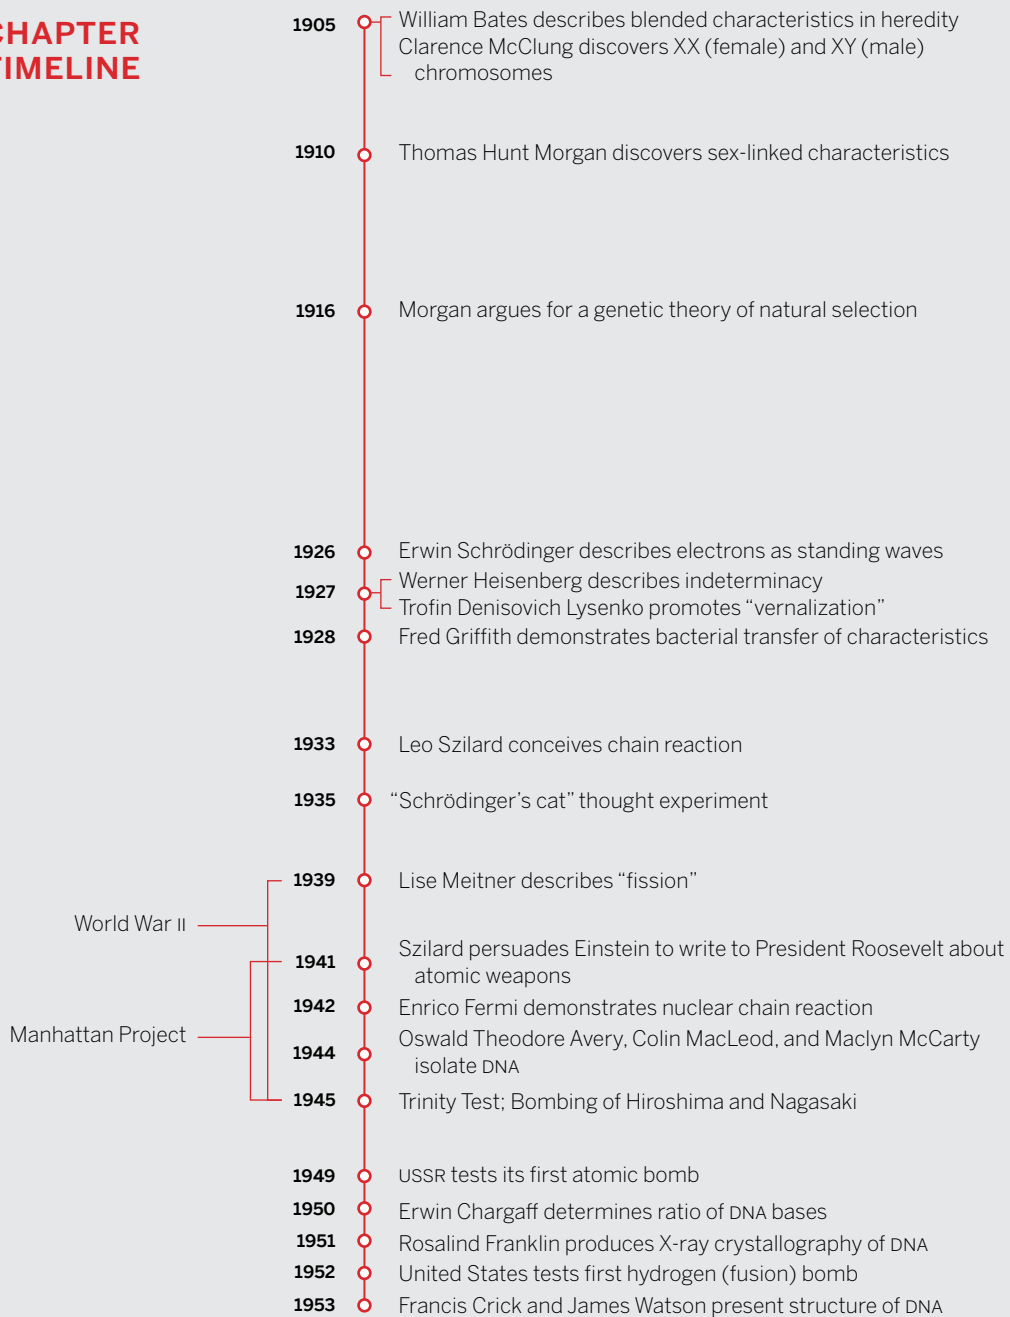 CHAPTER
TIMELINE
1905 William Bates describes blended characteristics in heredity
Clarence McClung discovers XX (female) and XY (male)
chromosomes
1910 Thomas Hunt Morgan discovers sex-linked characteristics
1916 Morgan argues for a genetic theory of natural selection
1926 Erwin Schrödinger describes electrons as standing waves
1927 Werner Heisenberg describes indeterminacy
Trofin Denisovich Lysenko promotes “vernalization”
1928 Fred Griffith demonstrates bacterial transfer of characteristics
1933 Leo Szilard conceives chain reaction
1935 “Schrödinger’s cat” thought experiment
1939 Lise Meitner describes “fission”
World War II
1941 Szilard persuades Einstein to write to President Roosevelt about
atomic weapons
1942 Enrico Fermi demonstrates nuclear chain reaction
Manhattan Project
1944 Oswald Theodore Avery, Colin MacLeod, and Maclyn McCarty
isolate DNA
1945 Trinity Test; Bombing of Hiroshima and Nagasaki
1949 USSR tests its first atomic bomb
1950 Erwin Chargaff determines ratio of DNA bases
1951 Rosalind Franklin produces X-ray crystallography of DNA
1952 United States tests first hydrogen (fusion) bomb
1953 Francis Crick and James Watson present structure of DNA